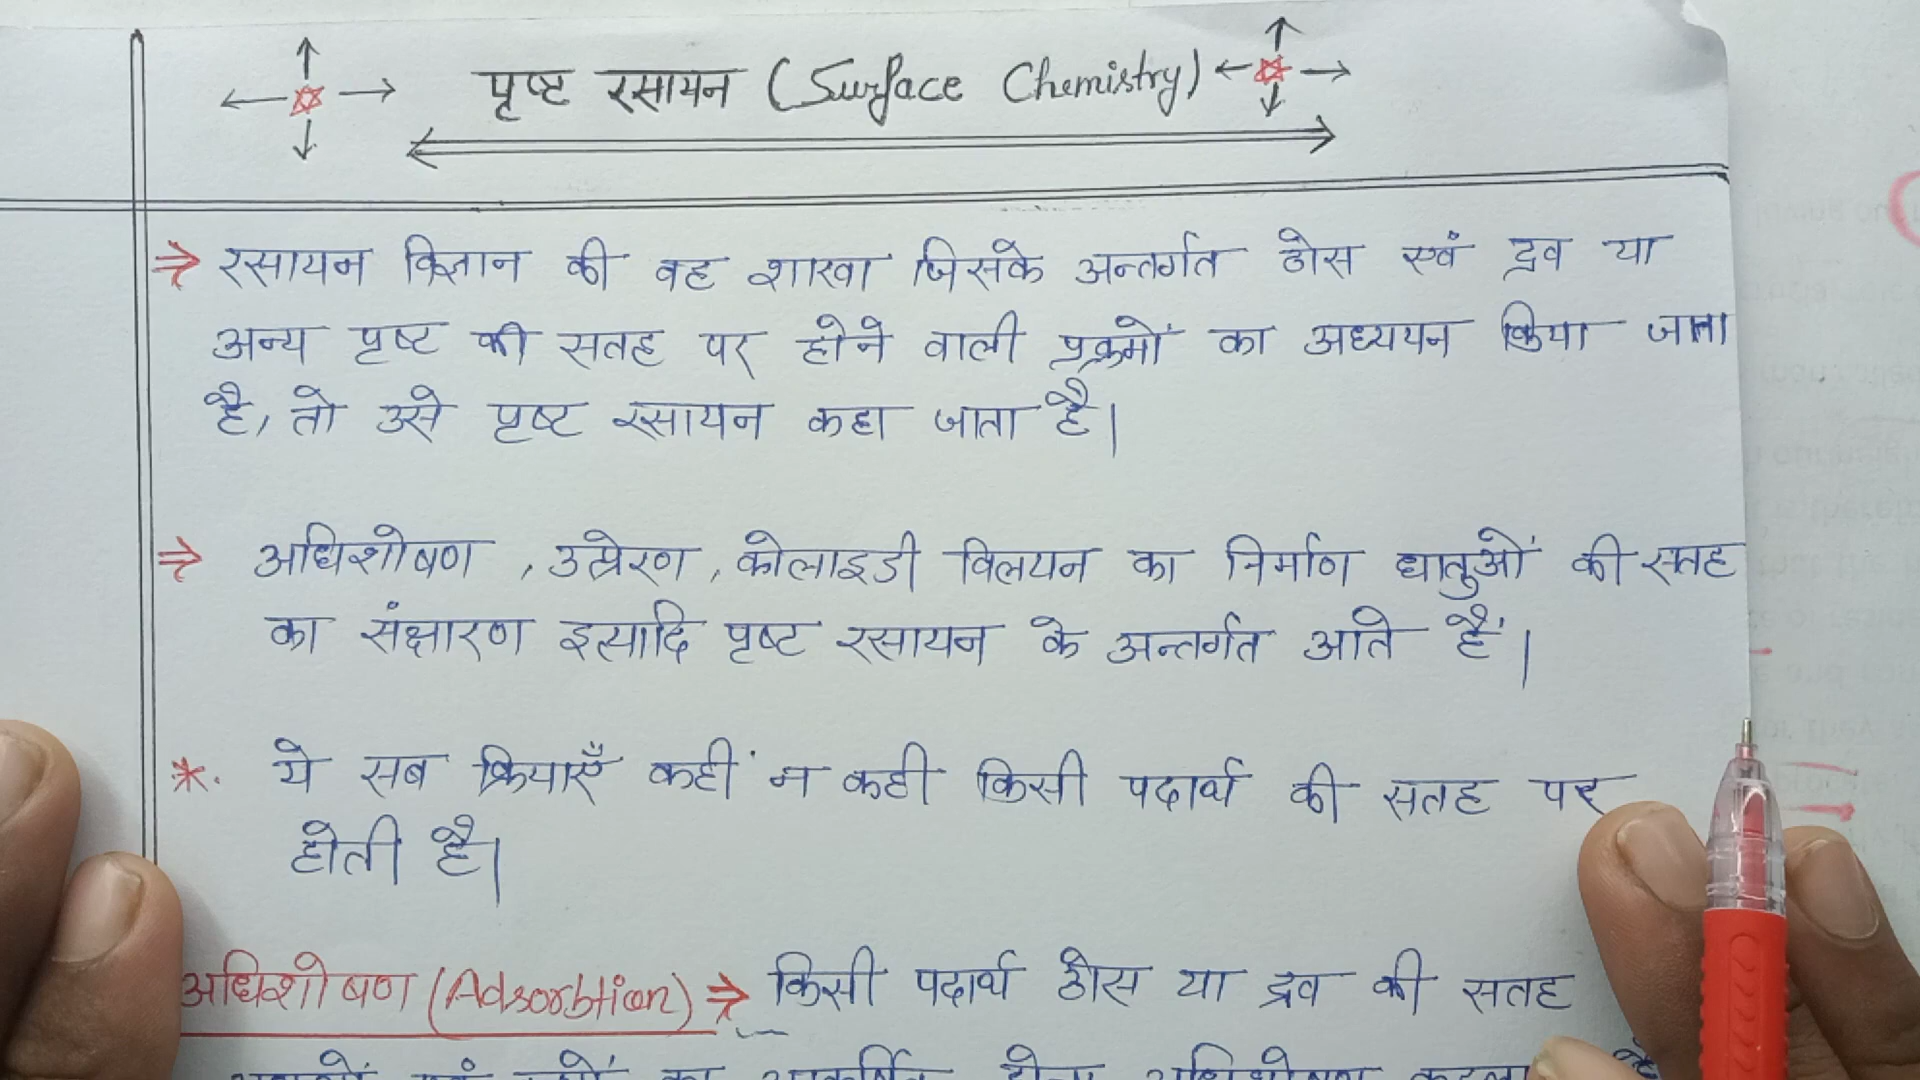 पृष्ट रसायन (Surface Chemistry)
रसायन विज्ञान की वह शाखा जिसके अन्तर्गत ठोस एवं द्रव या
अन्य पृष्ट की सतह पर होने वाली प्रक्रमों का अध्ययन किया जाता
है, तो उसे पृष्ट रसायन कहा जाता है।
अधिशोषण , उत्प्रेरण , कोलाइडी विलयन का निर्माण धातुओं की सतह
का संक्षारण इत्यादि पृष्ट रसायन के अन्तर्गत आते हैं।
*. ये सब क्रियाएँ कहीं न कही किसी पदार्थ की सतह पर
होती है।
अधिशोषण (Adsorbtion) ⇒ किसी पदार्थ ठोस या द्रव की सतह